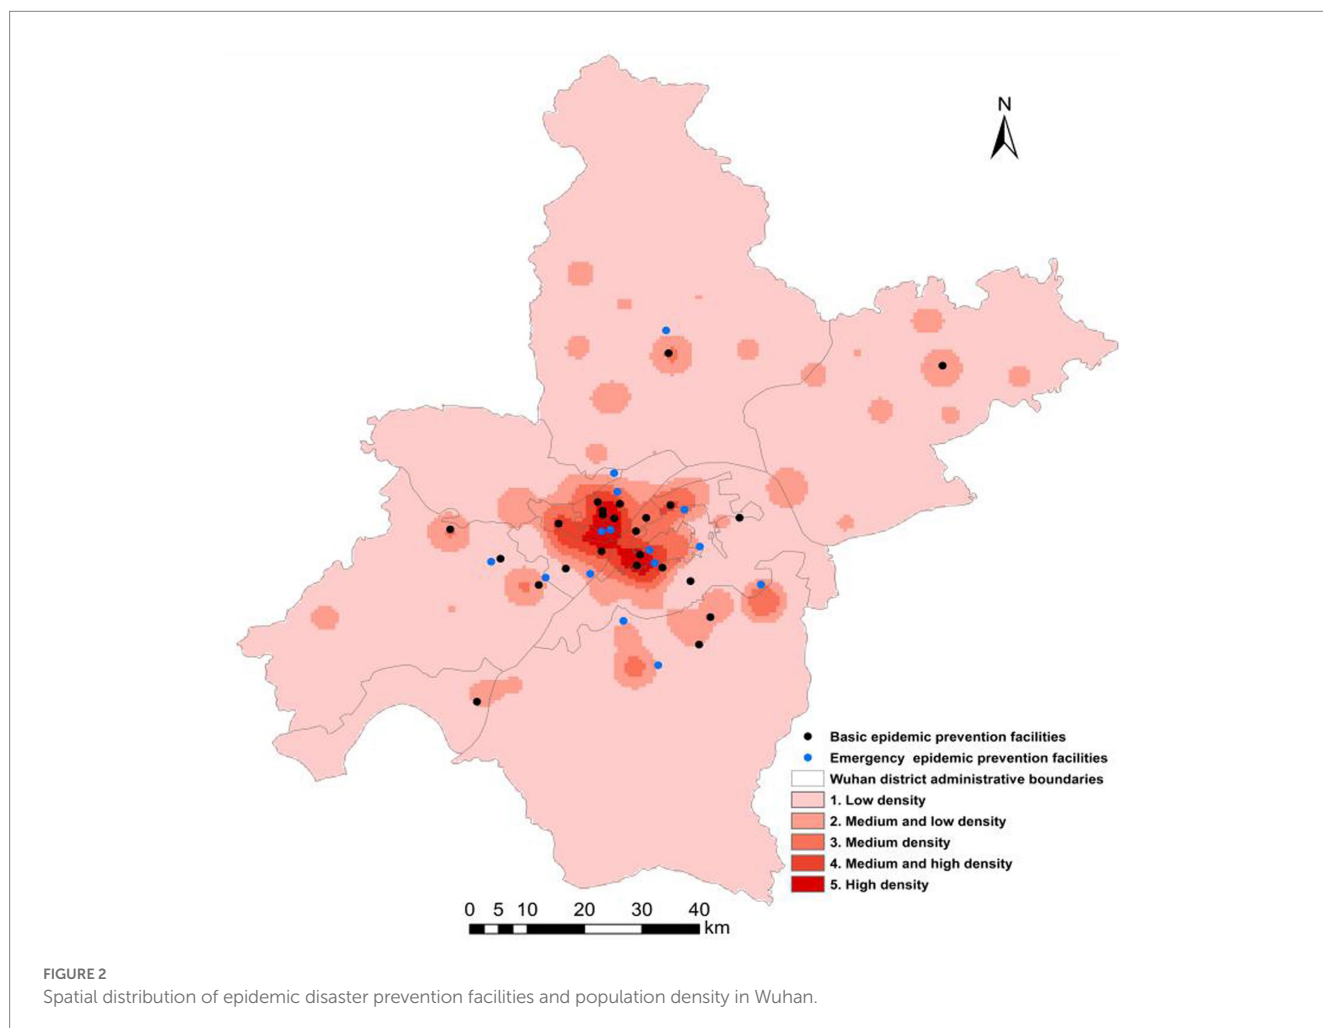 N
Basic epidemic prevention facilities
Emergency epidemic prevention facilities
Wuhan district administrative boundaries
1. Low density
2. Medium and low density
3. Medium density
4. Medium and high density
5. High density
0 5 10 20 30 40
km
FIGURE 2
Spatial distribution of epidemic disaster prevention facilities and population density in Wuhan.